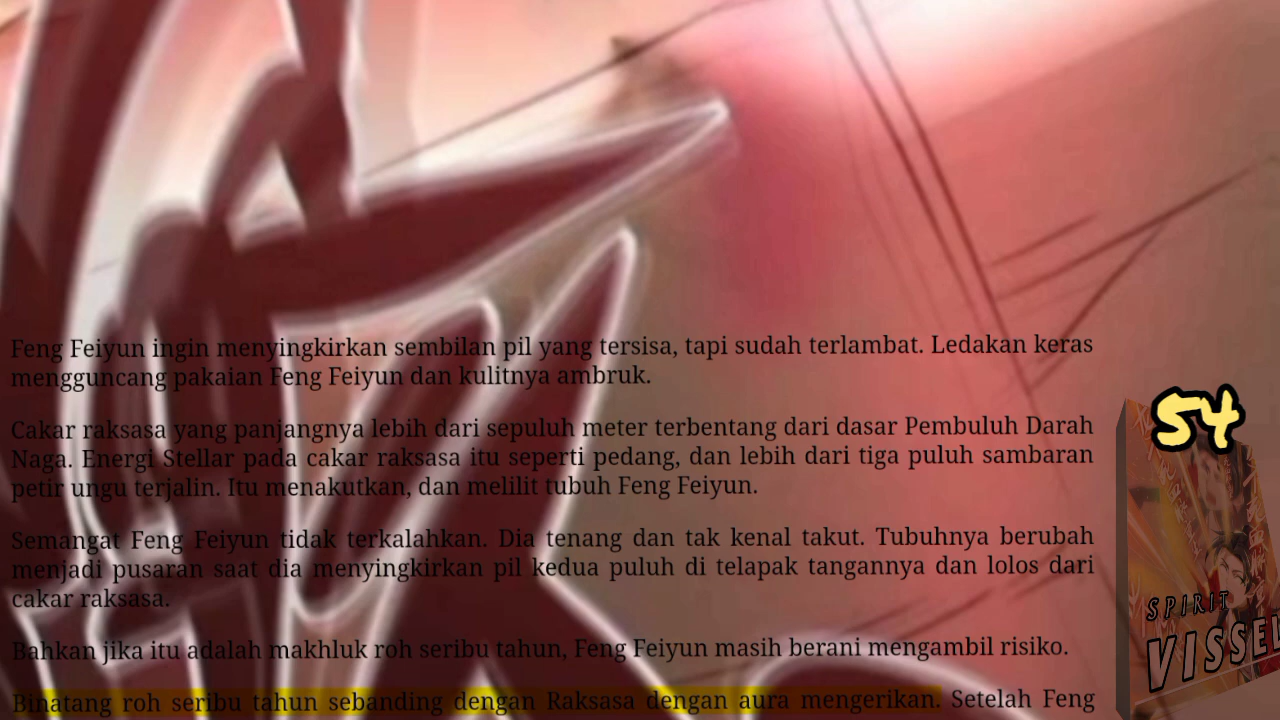 Feng Feiyun ingin menyingkirkan sembilan pil yang tersisa, tapi sudah terlambat. Ledakan keras
mengguncang pakaian Feng Feiyun dan kulitnya ambruk.
Cakar raksasa yang panjangnya lebih dari sepuluh meter terbentang dari dasar Pembuluh Darah
Naga. Energi Stellar pada cakar raksasa itu seperti pedang, dan lebih dari tiga puluh sambaran
petir ungu terjalin. Itu menakutkan, dan melilit tubuh Feng Feiyun.
Semangat Feng Feiyun tidak terkalahkan. Dia tenang dan tak kenal takut. Tubuhnya berubah
menjadi pusaran saat dia menyingkirkan pil kedua puluh di telapak tangannya dan lolos dari
cakar raksasa.
Bahkan jika itu adalah makhluk roh seribu tahun, Feng Feiyun masih berani mengambil risiko.
Binatang roh seribu tahun sebanding dengan Raksasa dengan aura mengerikan. Setelah Feng
54
SPIRIT
VISSEL